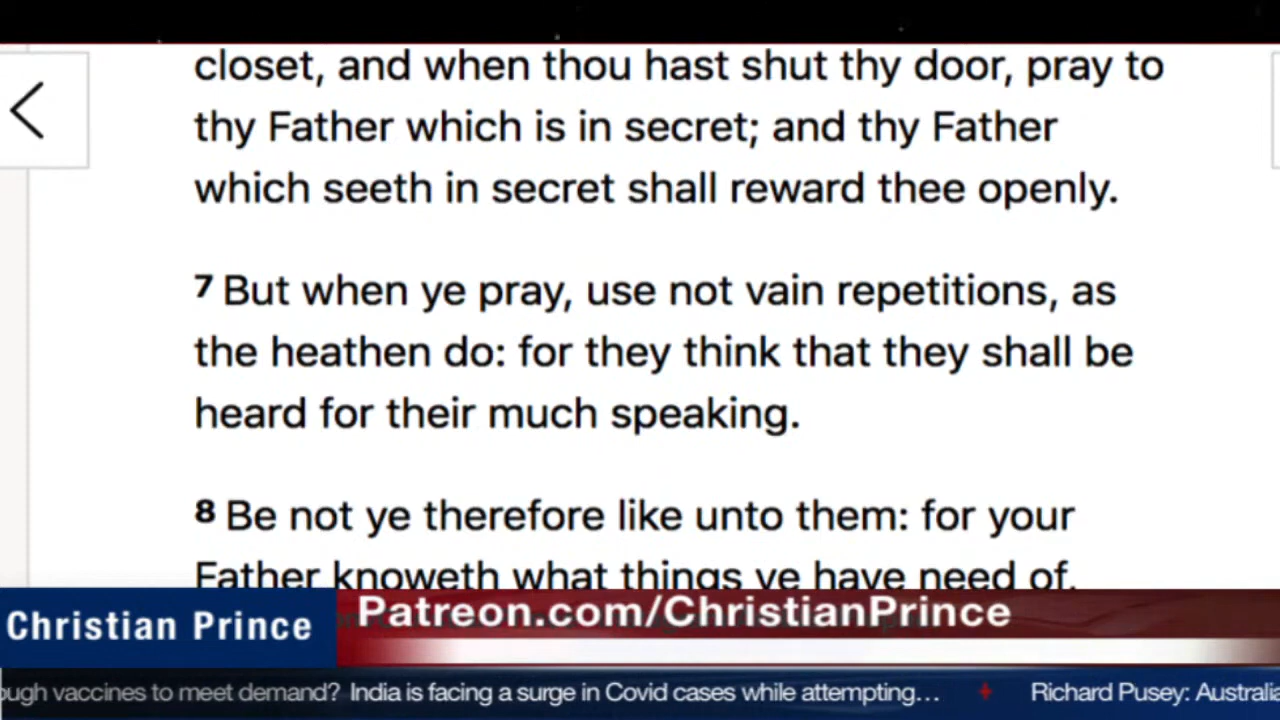 closet, and when thou hast shut thy door, pray to
thy Father which is in secret; and thy Father
which seeth in secret shall reward thee openly.
7 But when ye pray, use not vain repetitions, as
the heathen do: for they think that they shall be
heard for their much speaking.
8 Be not ye therefore like unto them: for your
Father knoweth what things ye have need of,
Christian Prince
Patreon.com/ChristianPrince
ough vaccines to meet demand? India is facing a surge in Covid cases while attempting... Richard Pusey: Australia